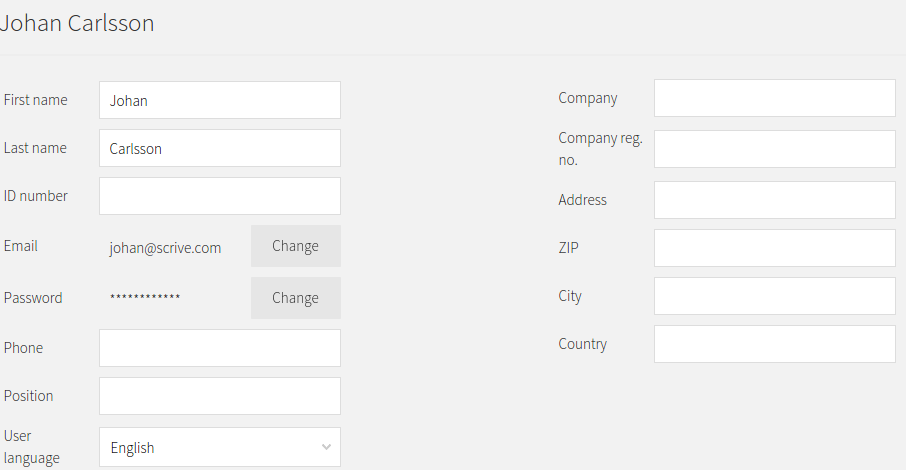 Johan Carlsson
First name
Johan
Last name
Carlsson
ID number
Email
johan@scrive.com
Change
Password
************
Change
Phone
Position
User
language
English
Company
Company reg.
no.
Address
ZIP
City
Country